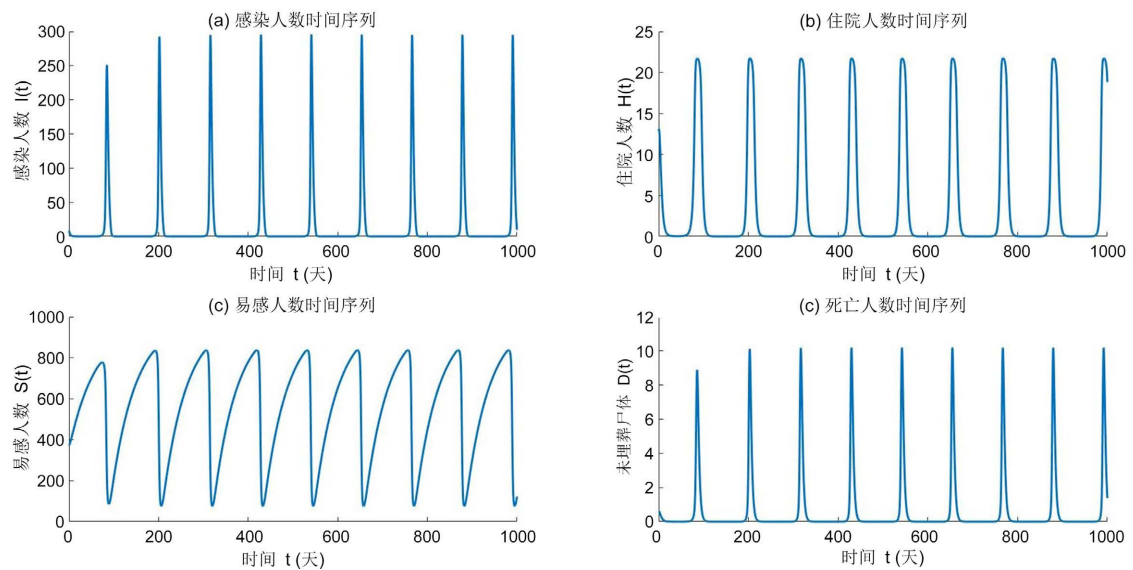 (a) 感染人数时间序列
感染人数 I(t)
300
250
200
150
100
50
0
0 200 400 600 800 1000
时间 t (天)
(b) 住院人数时间序列
住院人数 H(t)
25
20
15
10
5
0
0 200 400 600 800 1000
时间 t (天)
(c) 易感人数时间序列
易感人数 S(t)
1000
800
600
400
200
0
0 200 400 600 800 1000
时间 t (天)
(c) 死亡人数时间序列
未埋葬尸体 D(t)
12
10
8
6
4
2
0
0 200 400 600 800 1000
时间 t (天)